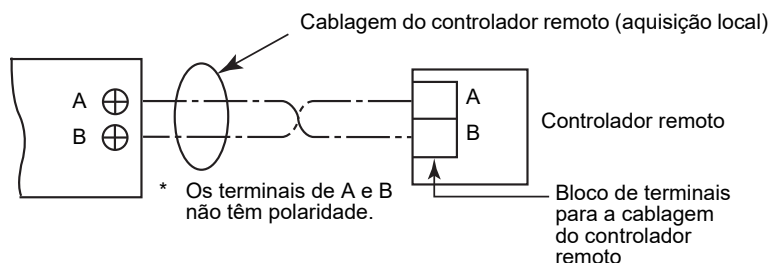 Cablagem do controlador remoto (aquisição local)
A
B
A
B
Controlador remoto
* Os terminais de A e B
não têm polaridade.
Bloco de terminais
para a cablagem
do controlador
remoto